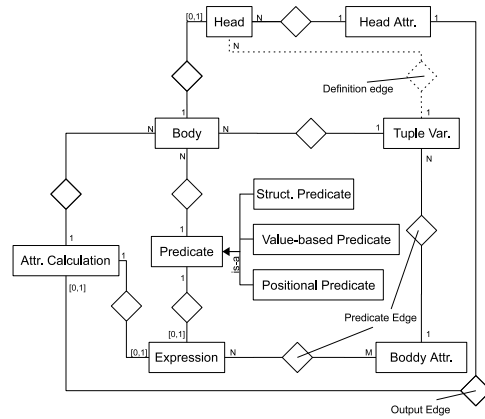 [0,1] Head N 1 Head Attr. 1
N
Definition edge
1 1
N Body N 1 Tuple Var.
N N
Struct. Predicate
1 1
Predicate Value-based Predicate
is-a
Attr. Calculation 1
[0,1] 1 Positional Predicate
Predicate Edge
[0,1] 1
[0,1] Expression N M Boddy Attr.
Output Edge